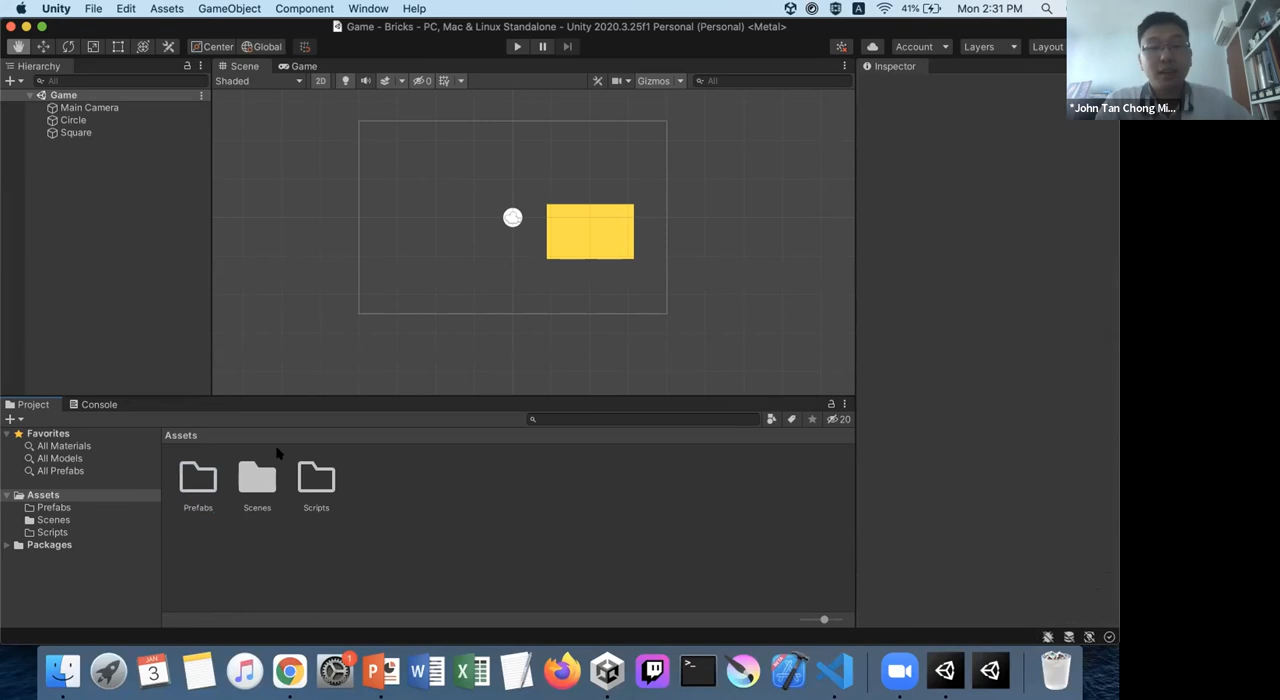 Unity File Edit Assets GameObject Component Window Help A 41% Mon 2:31 PM
Game - Bricks - PC, Mac & Linux Standalone - Unity 2020.3.25f1 Personal (Personal) <Metal>
Center Global Account Layers Layout
Hierarchy Scene Game Inspector
All Shaded 2D 0 Gizmos All
Game
Main Camera
Circle
Square
*John Tan Chong Mi...
Project Console
20
Favorites Assets
All Materials
All Models
All Prefabs
Assets
Prefabs
Scenes
Scripts
Packages
Prefabs Scenes Scripts
JAN
3
1